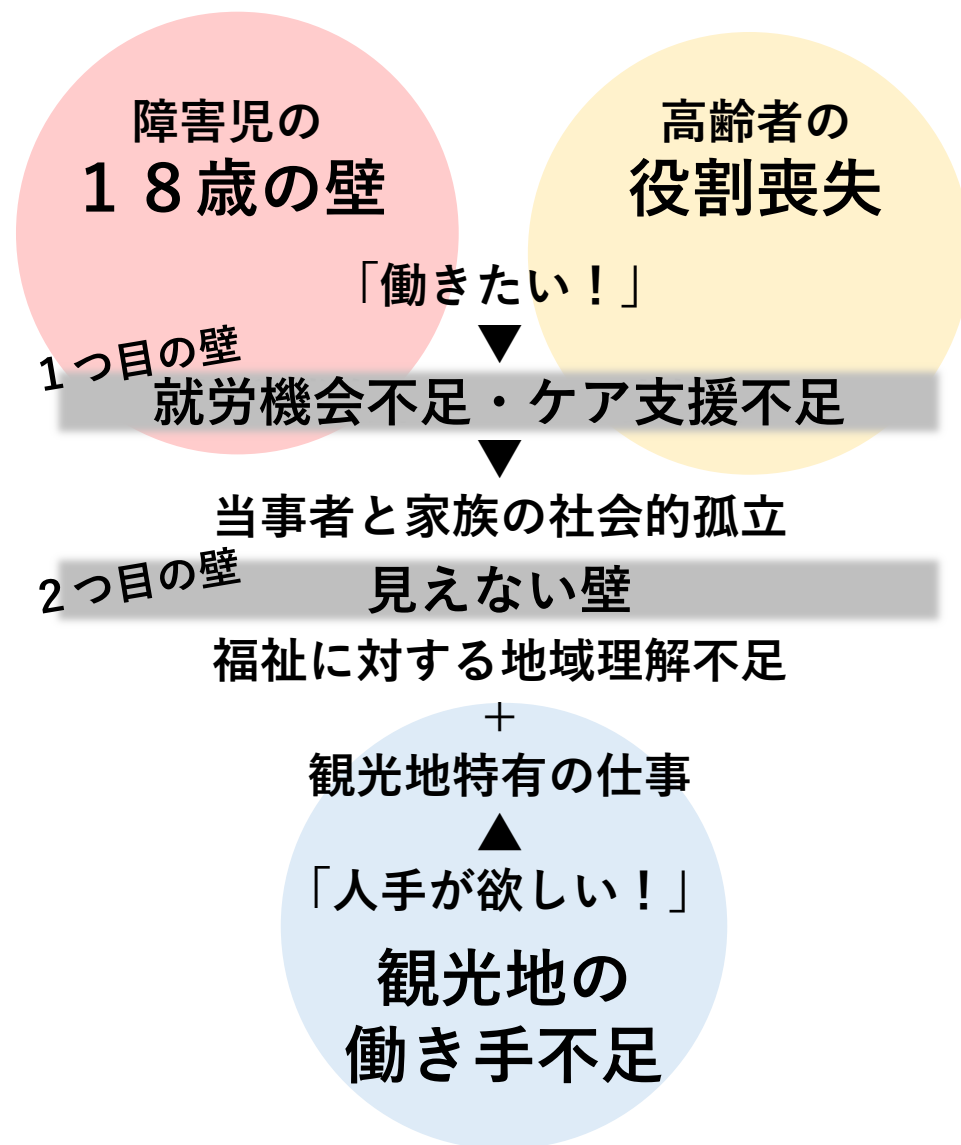 障害児の
１８歳の壁
高齢者の
役割喪失
「働きたい！」
▼
1つ目の壁
就労機会不足・ケア支援不足
▼
当事者と家族の社会的孤立
2つ目の壁
見えない壁
福祉に対する地域理解不足
＋
観光地特有の仕事
▲
「人手が欲しい！」
観光地の
働き手不足